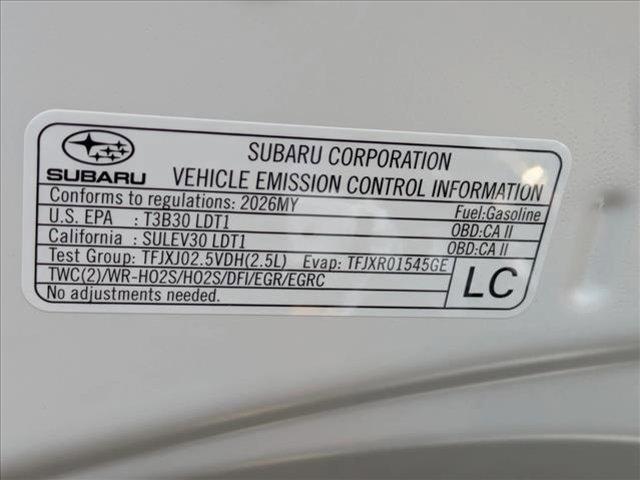 SUBARU
SUBARU CORPORATION
VEHICLE EMISSION CONTROL INFORMATION
Conforms to regulations: 2026MY Fuel:Gasoline
U.S. EPA : T3B30 LDT1 OBD:CA II
California : SULEV30 LDT1 OBD:CA II
Test Group: TFJXJ02.5VDH(2.5L) Evap: TFJXR01545GE
TWC(2)/WR-HO2S/HO2S/DFI/EGR/EGRC
No adjustments needed.
LC